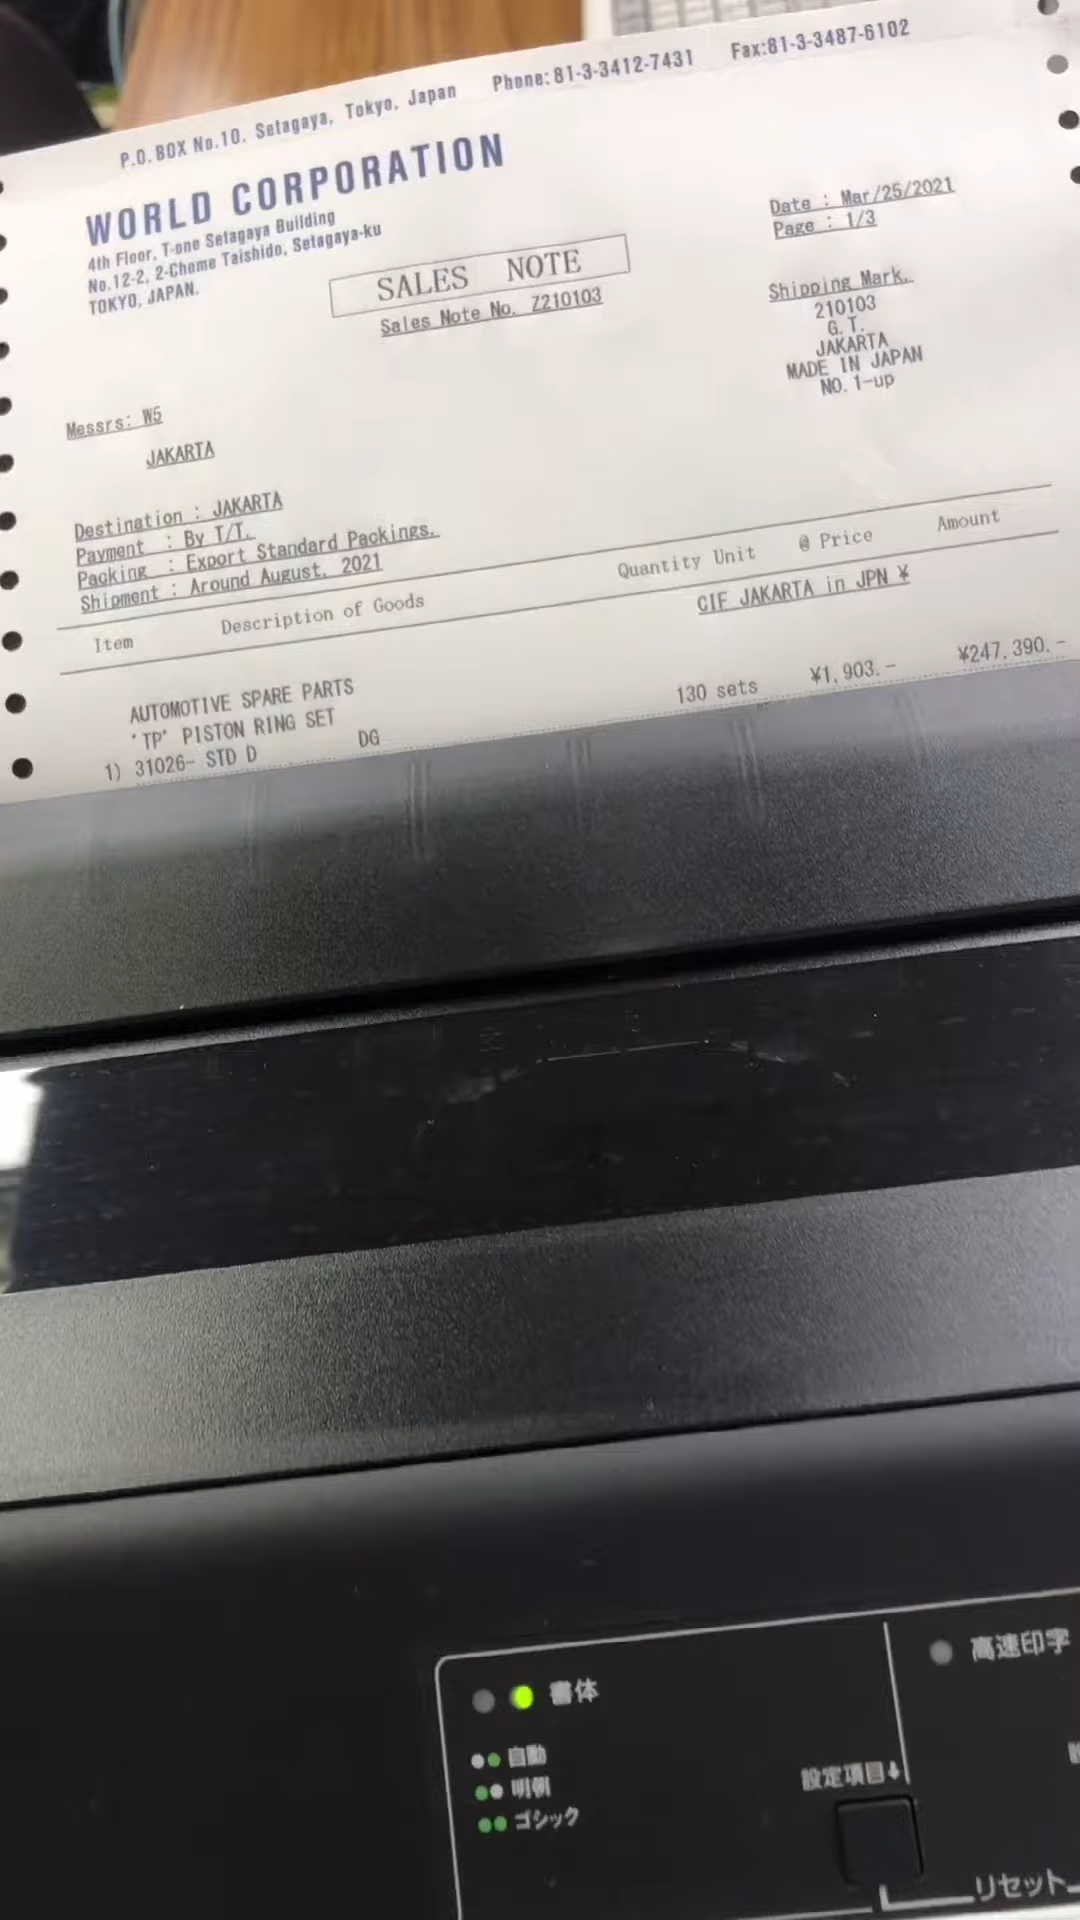 P.O.BOX No.10. Setagaya, Tokyo, Japan Phone: 81-3-3412-7431 Fax:81-3-3487-6102
WORLD CORPORATION
4th Floor, T-one Setagaya Building
No.12-2, 2-Chome Taishido, Setagaya-ku
TOKYO, JAPAN.
Date : Mar/25/2021
Page : 1/3
SALES NOTE
Sales Note No. Z210103
Shipping Mark.
210103
G. T.
JAKARTA
MADE IN JAPAN
NO. 1-up
Messrs: W5
JAKARTA
Destination : JAKARTA
Payment : By T/T.
Packing : Export Standard Packings.
Shipment : Around August, 2021
Item Description of Goods Quantity Unit @ Price Amount
CIF JAKARTA in JPN ¥
AUTOMOTIVE SPARE PARTS
'TP' PISTON RING SET
1) 31026- STD D DG 130 sets ¥1,903.- ¥247,390.-
書体
自動
明朝
ゴシック
高速印字
設定項目↓
リセット